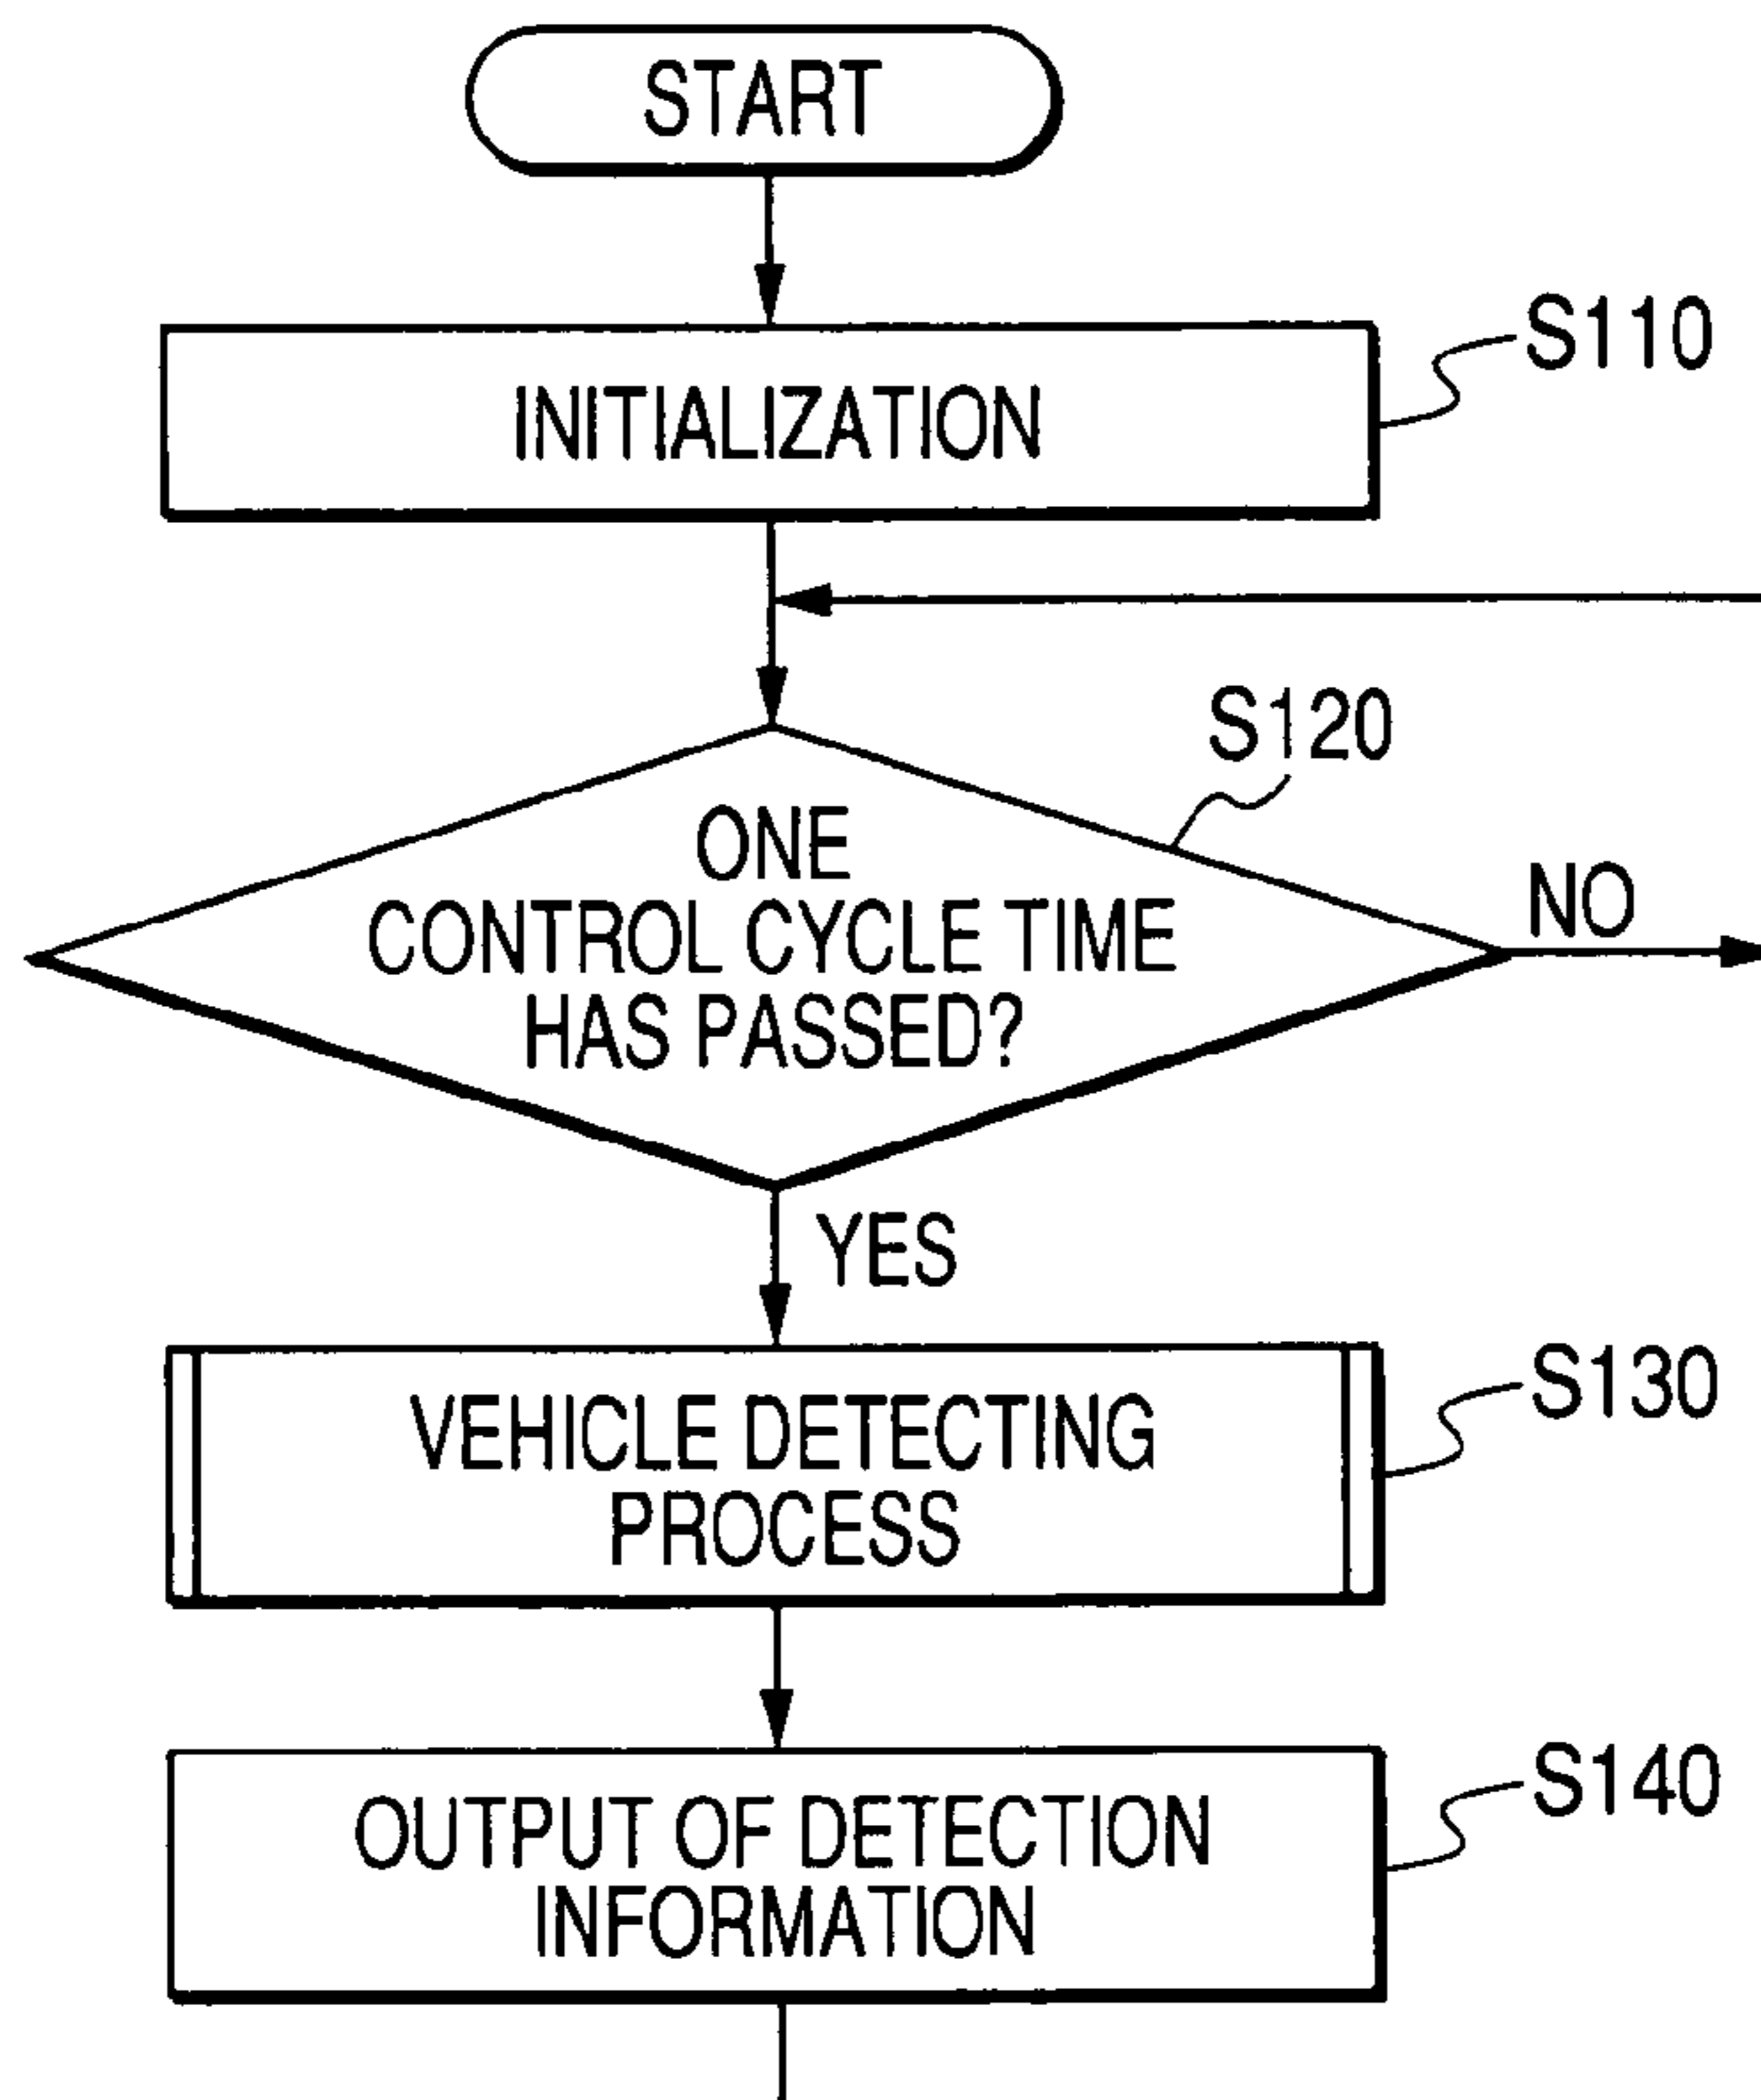 START
INITIALIZATION
S110
S120
ONE
CONTROL CYCLE TIME
HAS PASSED?
NO
YES
VEHICLE DETECTING
PROCESS
S130
OUTPUT OF DETECTION
INFORMATION
S140